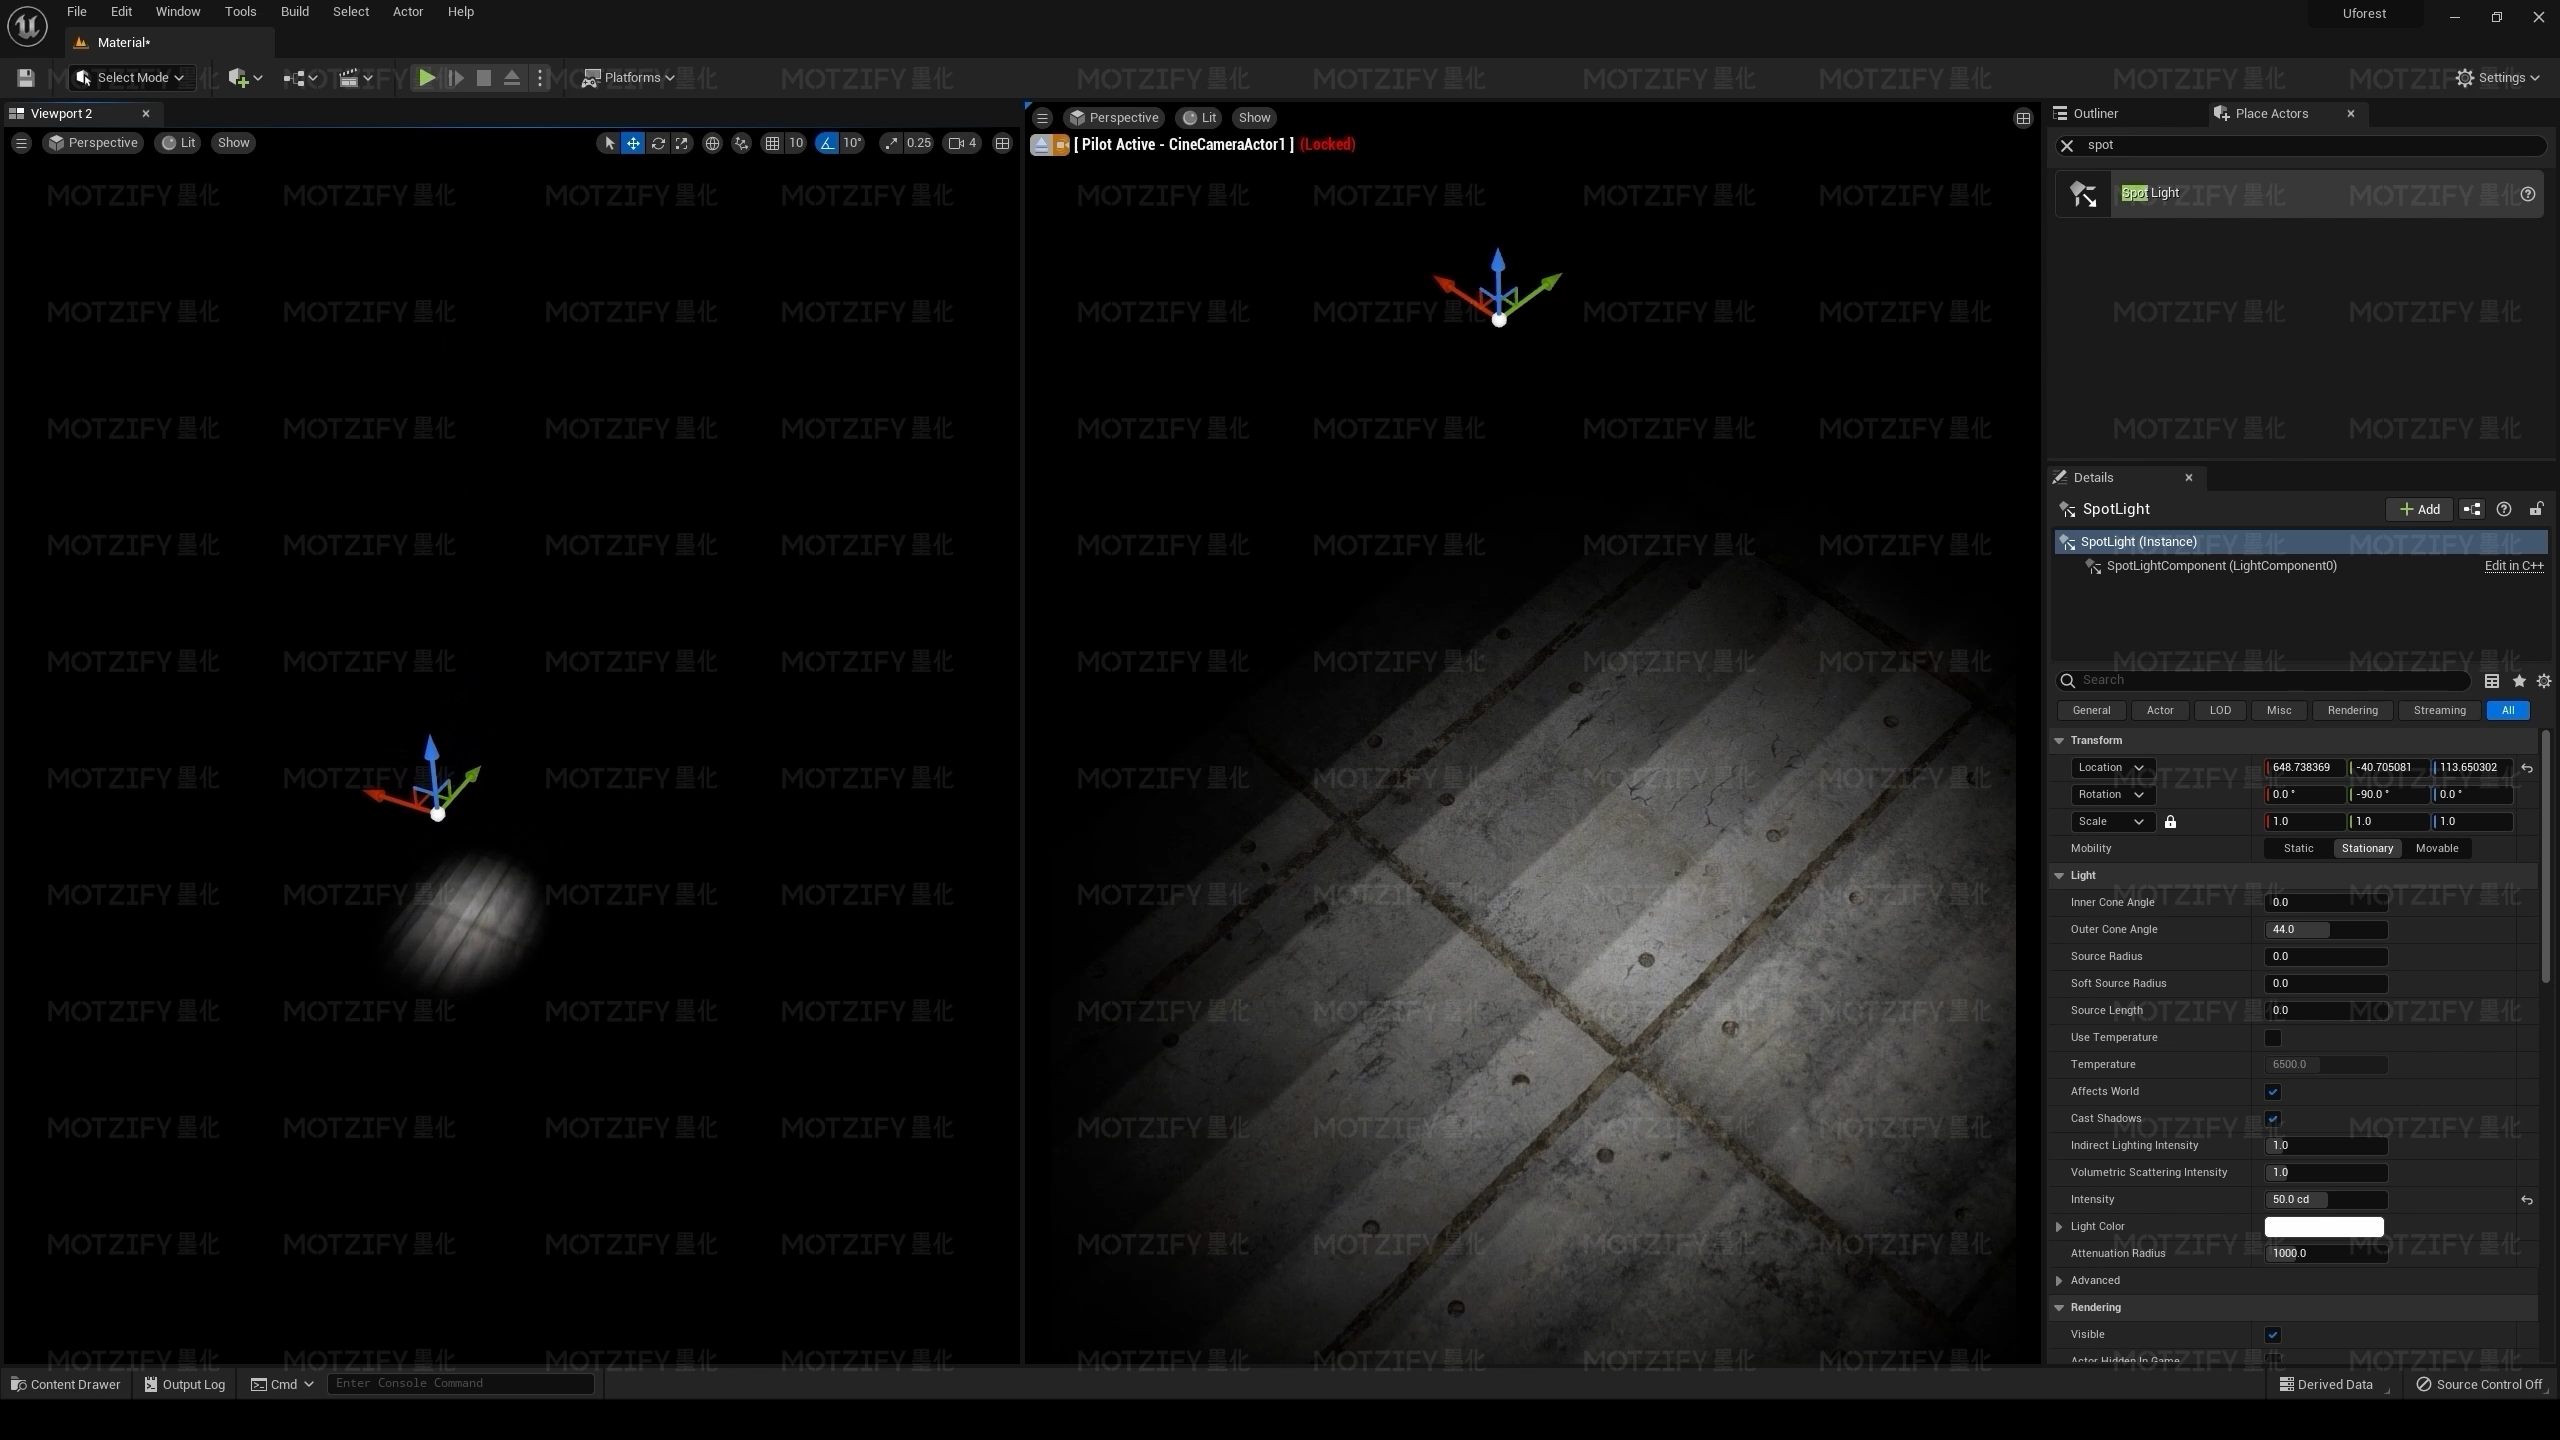 File Edit Window Tools Build Select Actor Help
Uforest
Material*
Select Mode
Platforms
Settings
Viewport 2
Perspective Lit Show
10
10°
0.25
4
Perspective Lit Show
[ Pilot Active - CineCameraActor1 ] (Locked)
Outliner
Place Actors
spot
Spot Light
Details
SpotLight
Add
SpotLight (Instance)
SpotLightComponent (LightComponent0)
Edit in C++
Search
General Actor LOD Misc Rendering Streaming All
Transform
Location 648.738369 -40.705081 113.650302
Rotation 0.0 ° -90.0 ° 0.0 °
Scale 1.0 1.0 1.0
Mobility Static Stationary Movable
Light
Inner Cone Angle 0.0
Outer Cone Angle 44.0
Source Radius 0.0
Soft Source Radius 0.0
Source Length 0.0
Use Temperature
Temperature 6500.0
Affects World
Cast Shadows
Indirect Lighting Intensity 1.0
Volumetric Scattering Intensity 1.0
Intensity 50.0 cd
Light Color
Attenuation Radius 1000.0
Advanced
Rendering
Visible
Actor Hidden In Game
Content Drawer
Output Log
Cmd
Enter Console Command
Derived Data
Source Control Off
MOTZIFY 墨化